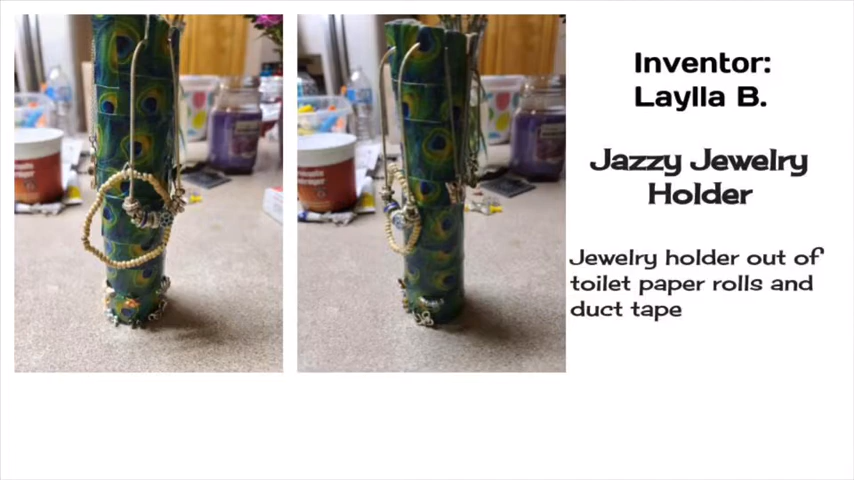 Inventor:
Laylla B.
Jazzy Jewelry
Holder
Jewelry holder out of
toilet paper rolls and
duct tape